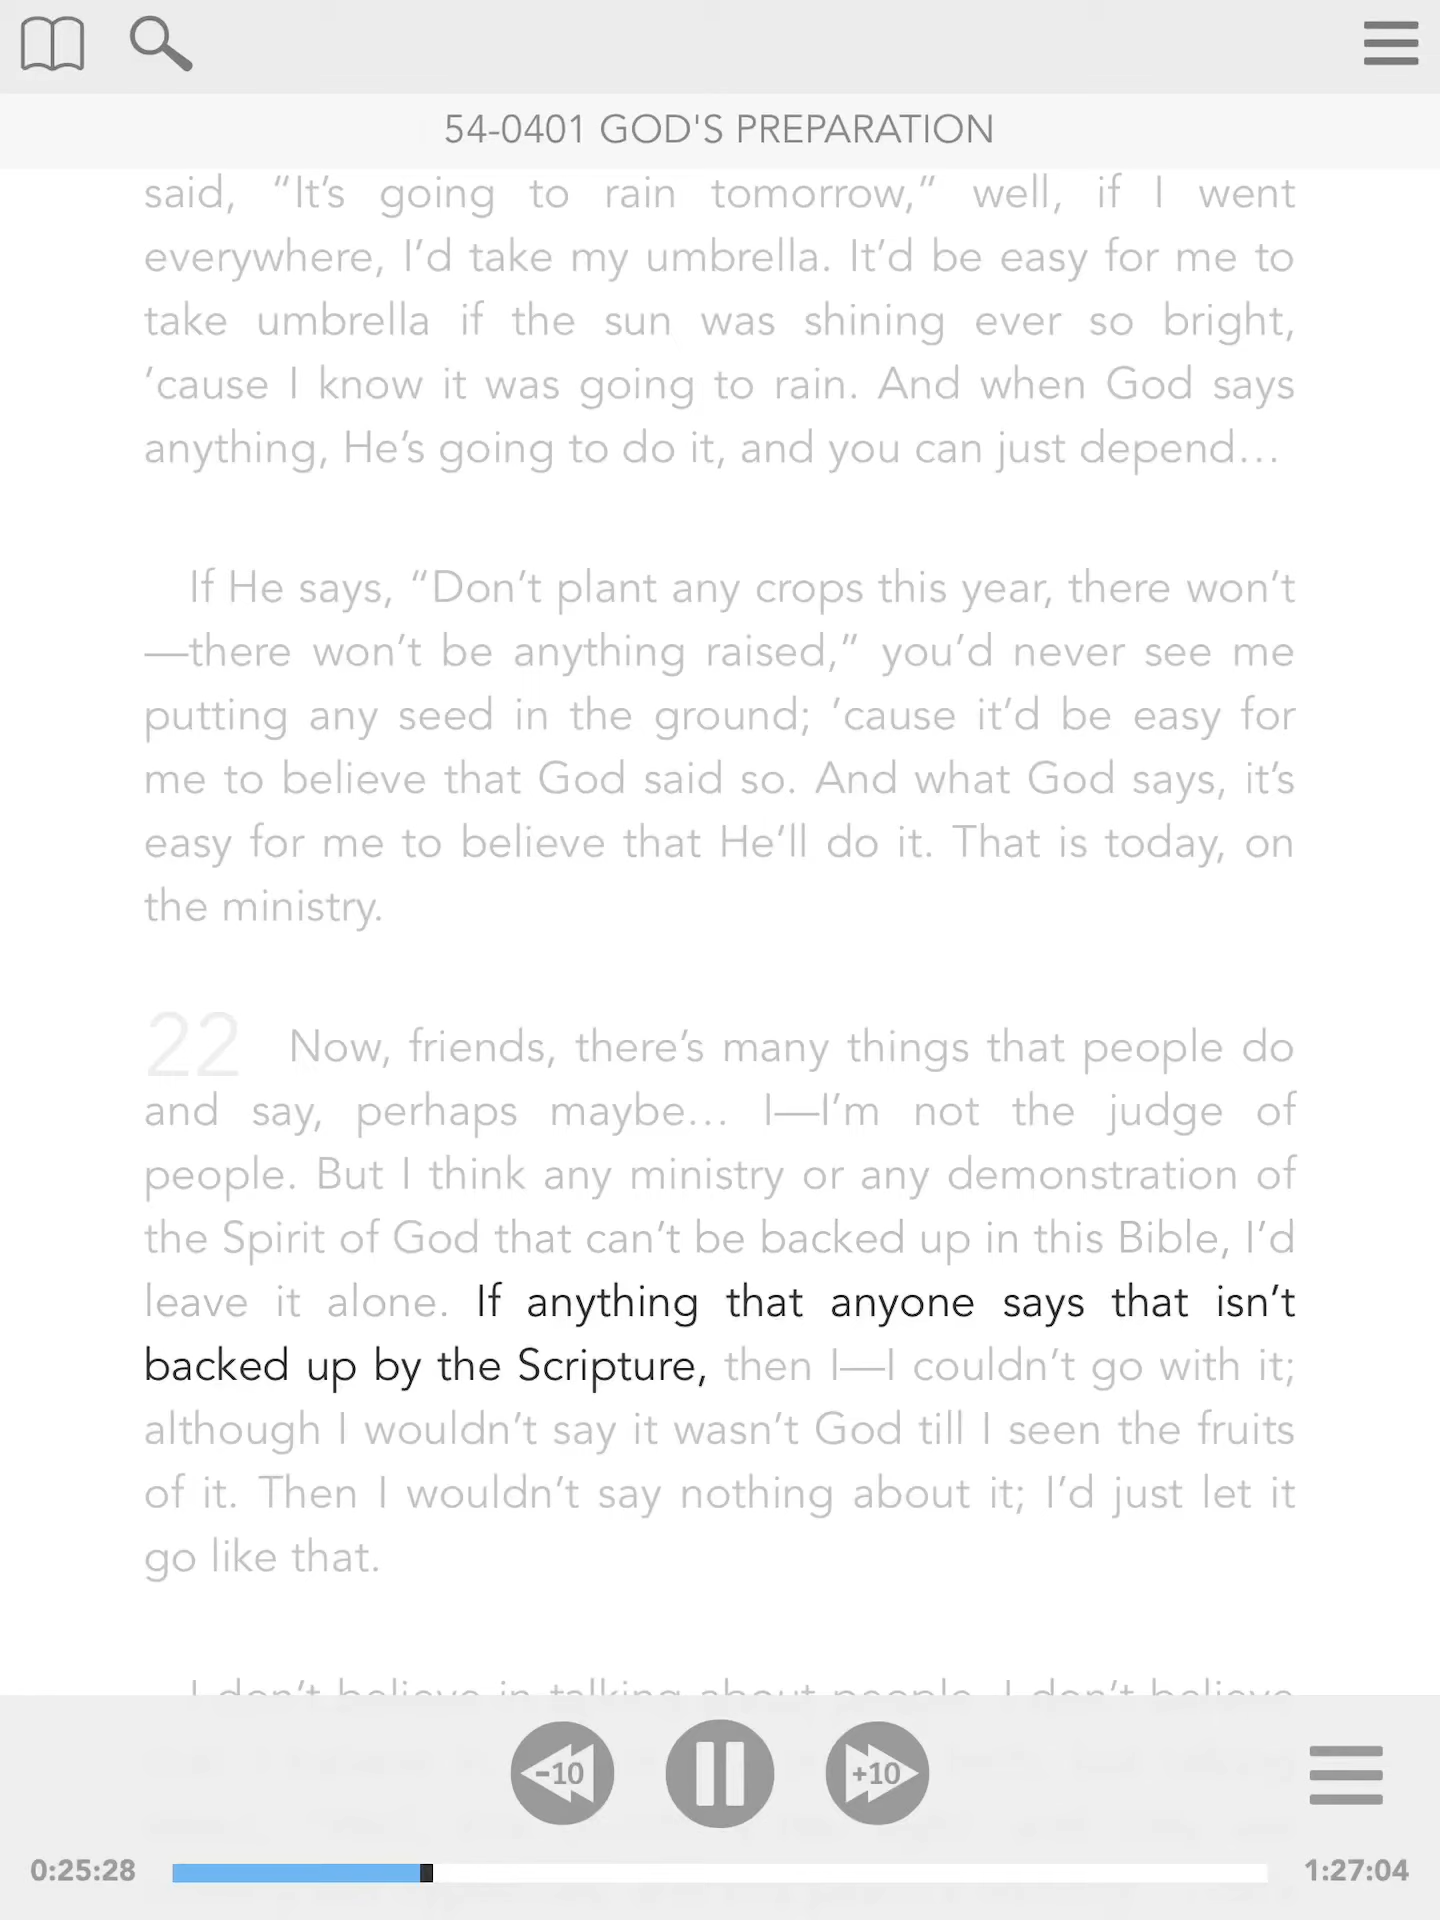 54-0401 GOD'S PREPARATION
said, “It’s going to rain tomorrow,” well, if I went
everywhere, I’d take my umbrella. It’d be easy for me to
take umbrella if the sun was shining ever so bright,
’cause I know it was going to rain. And when God says
anything, He’s going to do it, and you can just depend…
If He says, “Don’t plant any crops this year, there won’t
—there won’t be anything raised,” you’d never see me
putting any seed in the ground; ’cause it’d be easy for
me to believe that God said so. And what God says, it’s
easy for me to believe that He’ll do it. That is today, on
the ministry.
22 Now, friends, there’s many things that people do
and say, perhaps maybe… I—I’m not the judge of
people. But I think any ministry or any demonstration of
the Spirit of God that can’t be backed up in this Bible, I’d
leave it alone. If anything that anyone says that isn’t
backed up by the Scripture, then I—I couldn’t go with it;
although I wouldn’t say it wasn’t God till I seen the fruits
of it. Then I wouldn’t say nothing about it; I’d just let it
go like that.
I don’t believe in talking about people. I don’t believe
-10 +10
0:25:28 1:27:04